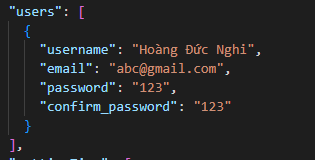 "users": [
{
"username": "Hoàng Đức Nghi",
"email": "abc@gmail.com",
"password": "123",
"confirm_password": "123"
}
],